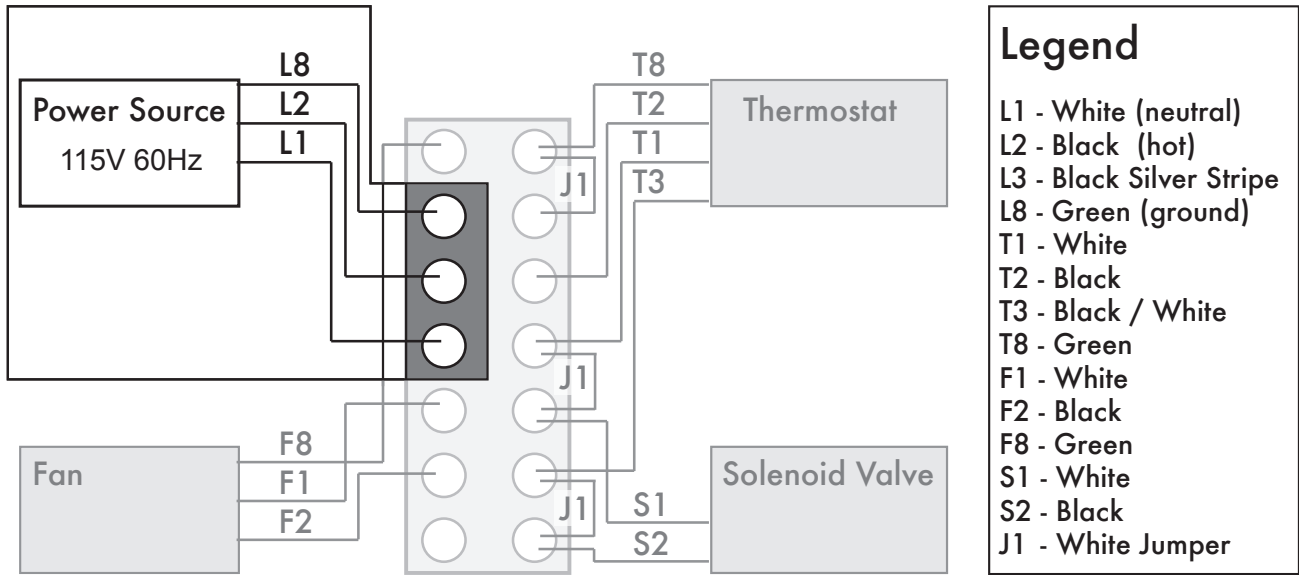 L8
L2
L1
Power Source
115V 60Hz
T8
T2
T1
T3
Thermostat
J1
J1
J1
F8
F1
F2
Fan
S1
S2
Solenoid Valve
Legend
L1 - White (neutral)
L2 - Black (hot)
L3 - Black Silver Stripe
L8 - Green (ground)
T1 - White
T2 - Black
T3 - Black / White
T8 - Green
F1 - White
F2 - Black
F8 - Green
S1 - White
S2 - Black
J1 - White Jumper